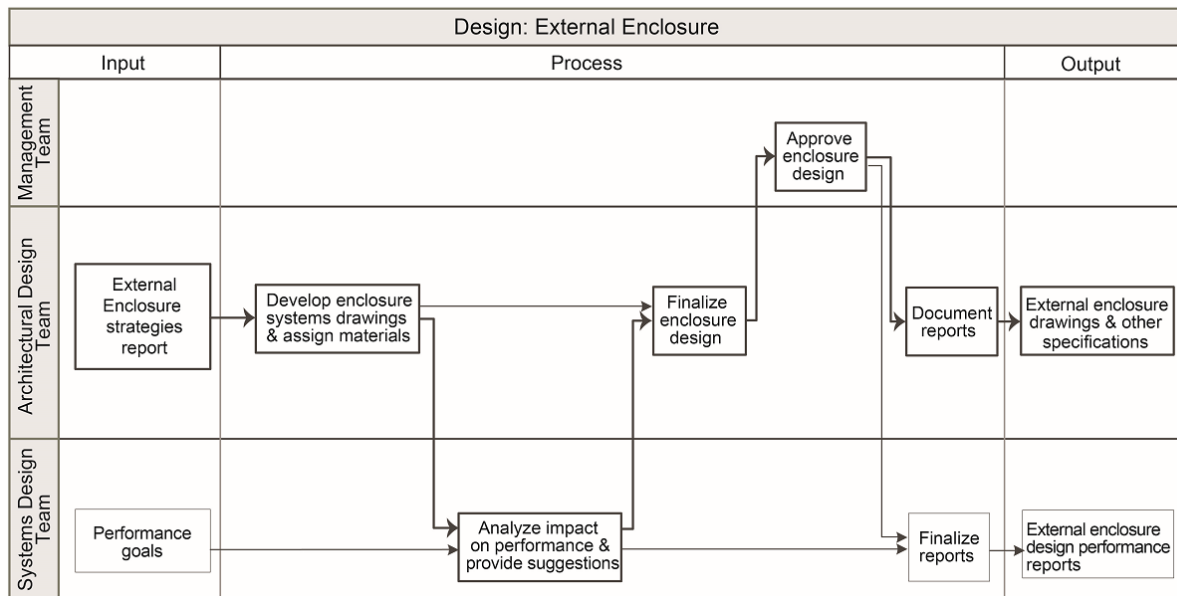 Design: External Enclosure
Input
Process
Output
Management
Team
Approve
enclosure
design
Architectural Design
Team
External
Enclosure
strategies
report
Develop enclosure
systems drawings
& assign materials
Finalize
enclosure
design
Document
reports
External enclosure
drawings & other
specifications
Systems Design
Team
Performance
goals
Analyze impact
on performance &
provide suggestions
Finalize
reports
External enclosure
design performance
reports